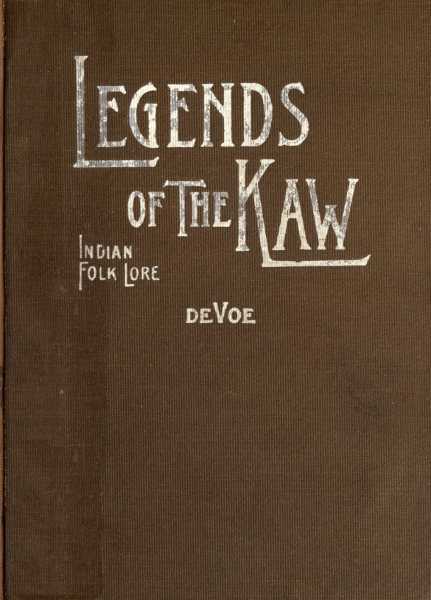 LEGENDS
OF THE KAW
INDIAN
FOLK LORE
DEVOE